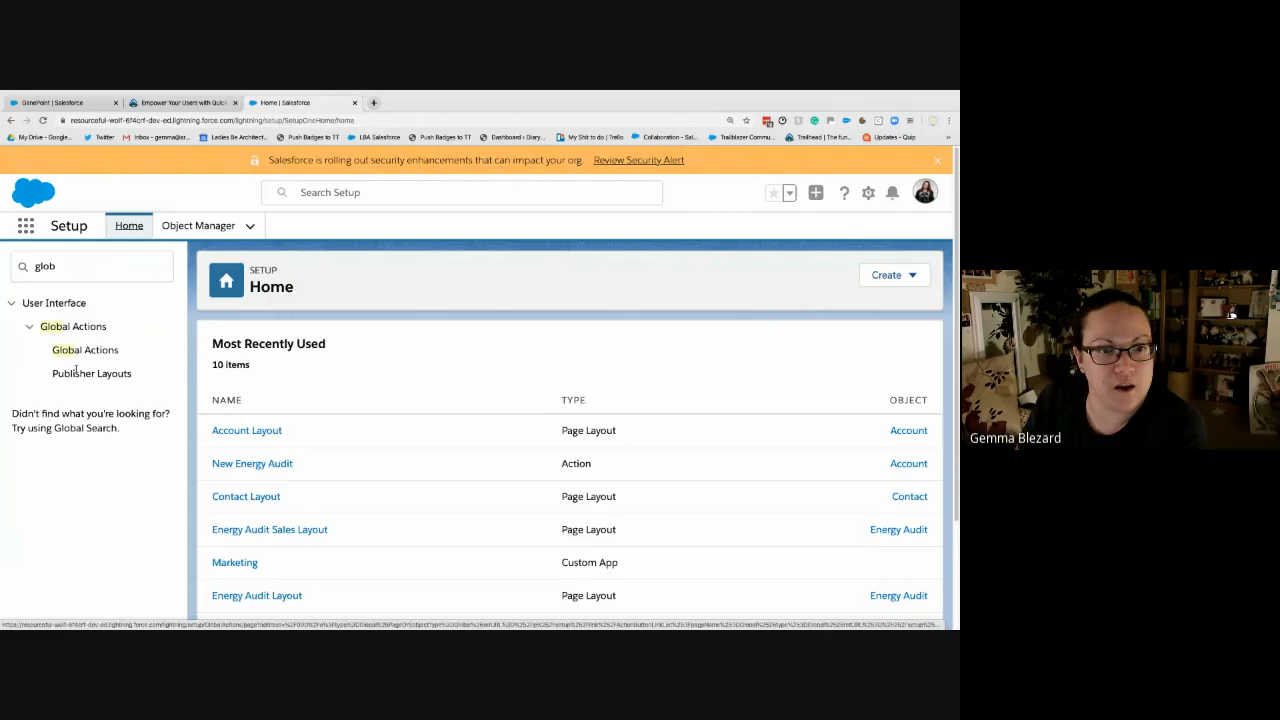 GenePoint | Salesforce
Empower Your Users with Quick
Home | Salesforce
resourceful-wolf-6f4crf-dev-ed.lightning.force.com/lightning/setup/SetupOneHome/home
My Drive - Google...
Twitter
Inbox - gemma@ar...
Ladies Be Architect...
Push Badges to TT
LBA Salesforce
Push Badges to TT
Dashboard ‹ Diary...
My Shit to do | Trello
Collaboration - Sal...
Trailblazer Commu...
Trailhead | The fun...
Updates - Quip
Salesforce is rolling out security enhancements that can impact your org. Review Security Alert
Search Setup
Setup
Home
Object Manager
glob
User Interface
Global Actions
Global Actions
Publisher Layouts
Didn't find what you're looking for?
Try using Global Search.
SETUP
Home
Create
Most Recently Used
10 items
NAME TYPE OBJECT
Account Layout Page Layout Account
New Energy Audit Action Account
Contact Layout Page Layout Contact
Energy Audit Sales Layout Page Layout Energy Audit
Marketing Custom App
Energy Audit Layout Page Layout Energy Audit
Gemma Blezard